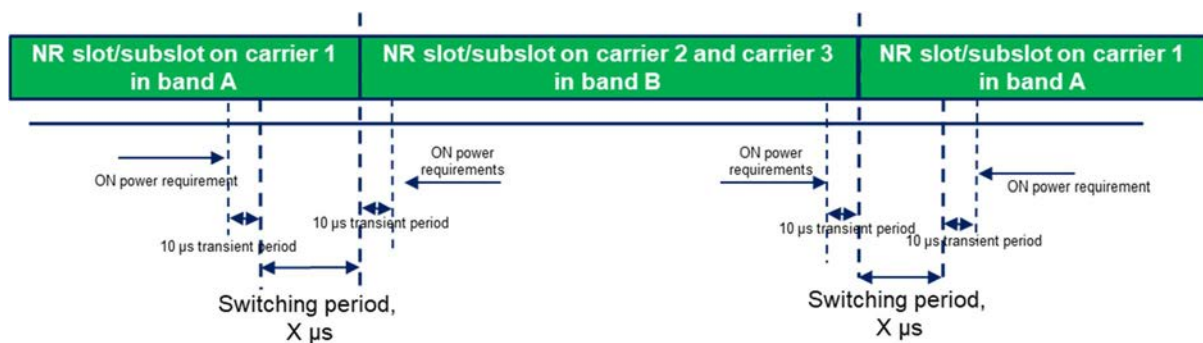 NR slot/subslot on carrier 1
in band A
NR slot/subslot on carrier 2 and carrier 3
in band B
NR slot/subslot on carrier 1
in band A
ON power requirement
ON power
requirements
ON power
requirements
ON power requirement
10 µs transient period
10 µs transient period
10 µs transient period
10 µs transient period
Switching period,
X µs
Switching period,
X µs